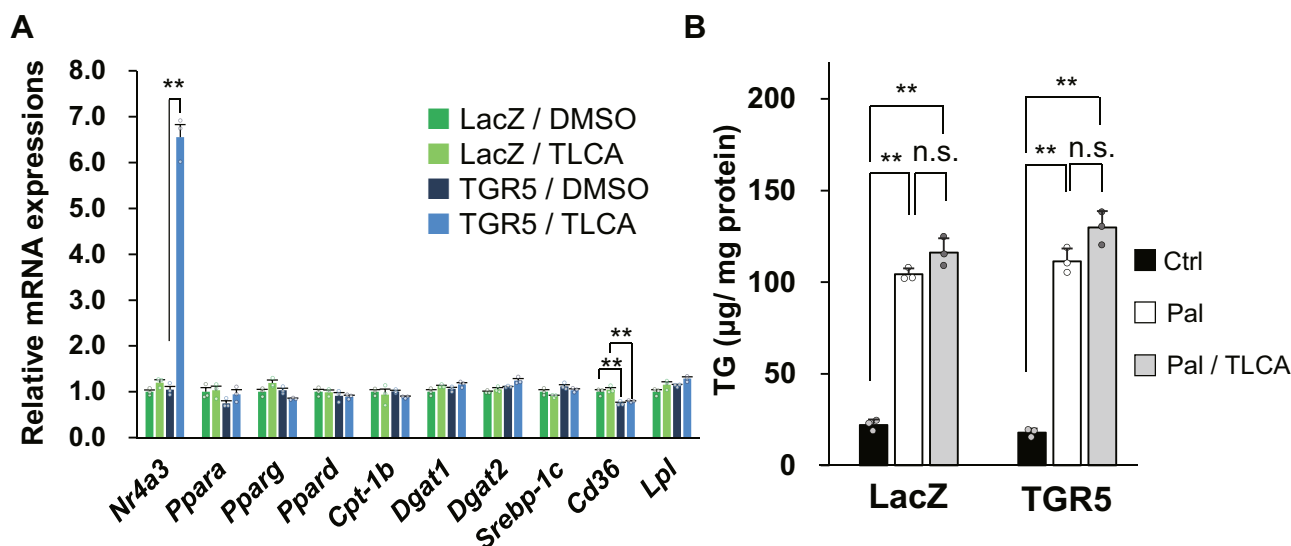 A
Relative mRNA expressions
8.0
7.0
6.0
5.0
4.0
3.0
2.0
1.0
0.0
**
LacZ / DMSO
LacZ / TLCA
TGR5 / DMSO
TGR5 / TLCA
**
**
Nr4a3
Ppara
Pparg
Ppard
Cpt-1b
Dgat1
Dgat2
Srebp-1c
Cd36
Lpl
B
TG (µg/ mg protein)
200
150
100
50
0
**
** n.s.
**
** n.s.
LacZ
TGR5
Ctrl
Pal
Pal / TLCA